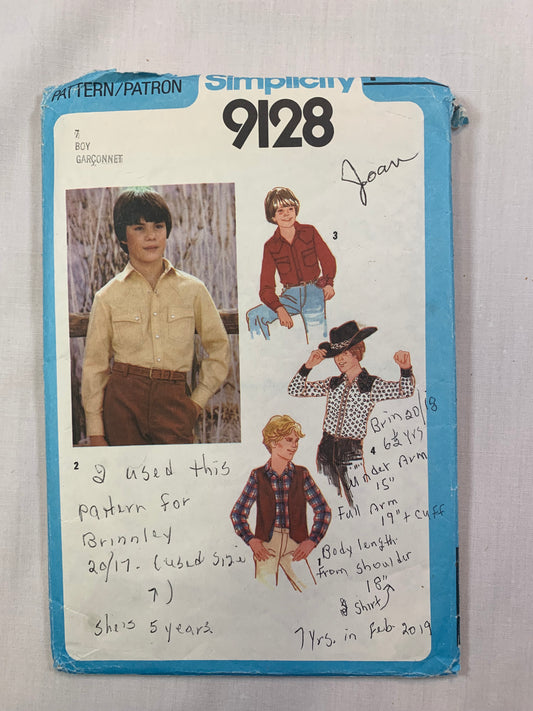 PATTERN/PATRON
Simplicity
9128
7
BOY
GARÇONNET
Joan
3
2
4
1
I used this
pattern for
Brinnley
20/17. (used size
7)
She's 5 years.
Brin 20/18
6½ yrs
Under Arm
15"
Full Arm
19" + cuff
Body length
from shoulder
18"
shirt
7 yrs. in Feb 2019